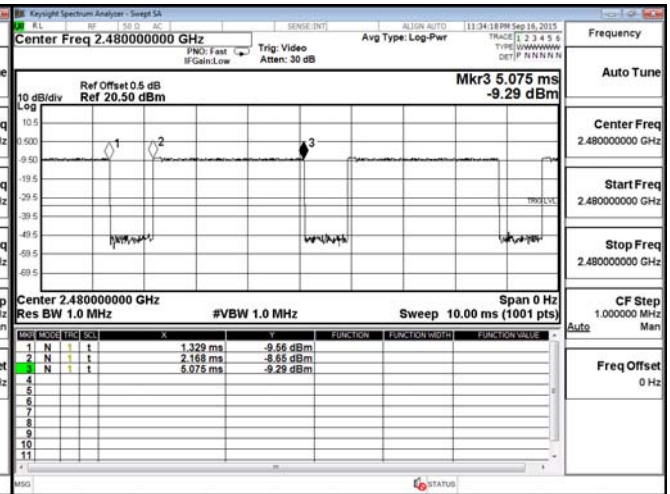 Keysight Spectrum Analyzer - Swept SA
RL RF 50 Ω AC SENSE:INT ALIGN AUTO 11:34:18 PM Sep 16, 2015
Center Freq 2.480000000 GHz
PNO: Fast
IFGain:Low
Trig: Video
Atten: 30 dB
Avg Type: Log-Pwr
TRACE 1 2 3 4 5 6
TYPE WWWWWW
DET P NNNNN
Ref Offset 0.5 dB
10 dB/div Ref 20.50 dBm
Log
Mkr3 5.075 ms
-9.29 dBm
10.5
0.500
-9.50
-19.5
-29.5
-39.5
-49.5
-59.5
-69.5
1
2
3
TRIG LVL
Center 2.480000000 GHz Span 0 Hz
Res BW 1.0 MHz #VBW 1.0 MHz Sweep 10.00 ms (1001 pts)
MKR MODE TRC SCL X Y FUNCTION FUNCTION WIDTH FUNCTION VALUE
1 N 1 t 1.329 ms -9.56 dBm
2 N 1 t 2.168 ms -8.65 dBm
3 N 1 t 5.075 ms -9.29 dBm
4
5
6
7
8
9
10
11
MSG STATUS
Frequency
Auto Tune
Center Freq
2.480000000 GHz
Start Freq
2.480000000 GHz
Stop Freq
2.480000000 GHz
CF Step
1.000000 MHz
Auto Man
Freq Offset
0 Hz